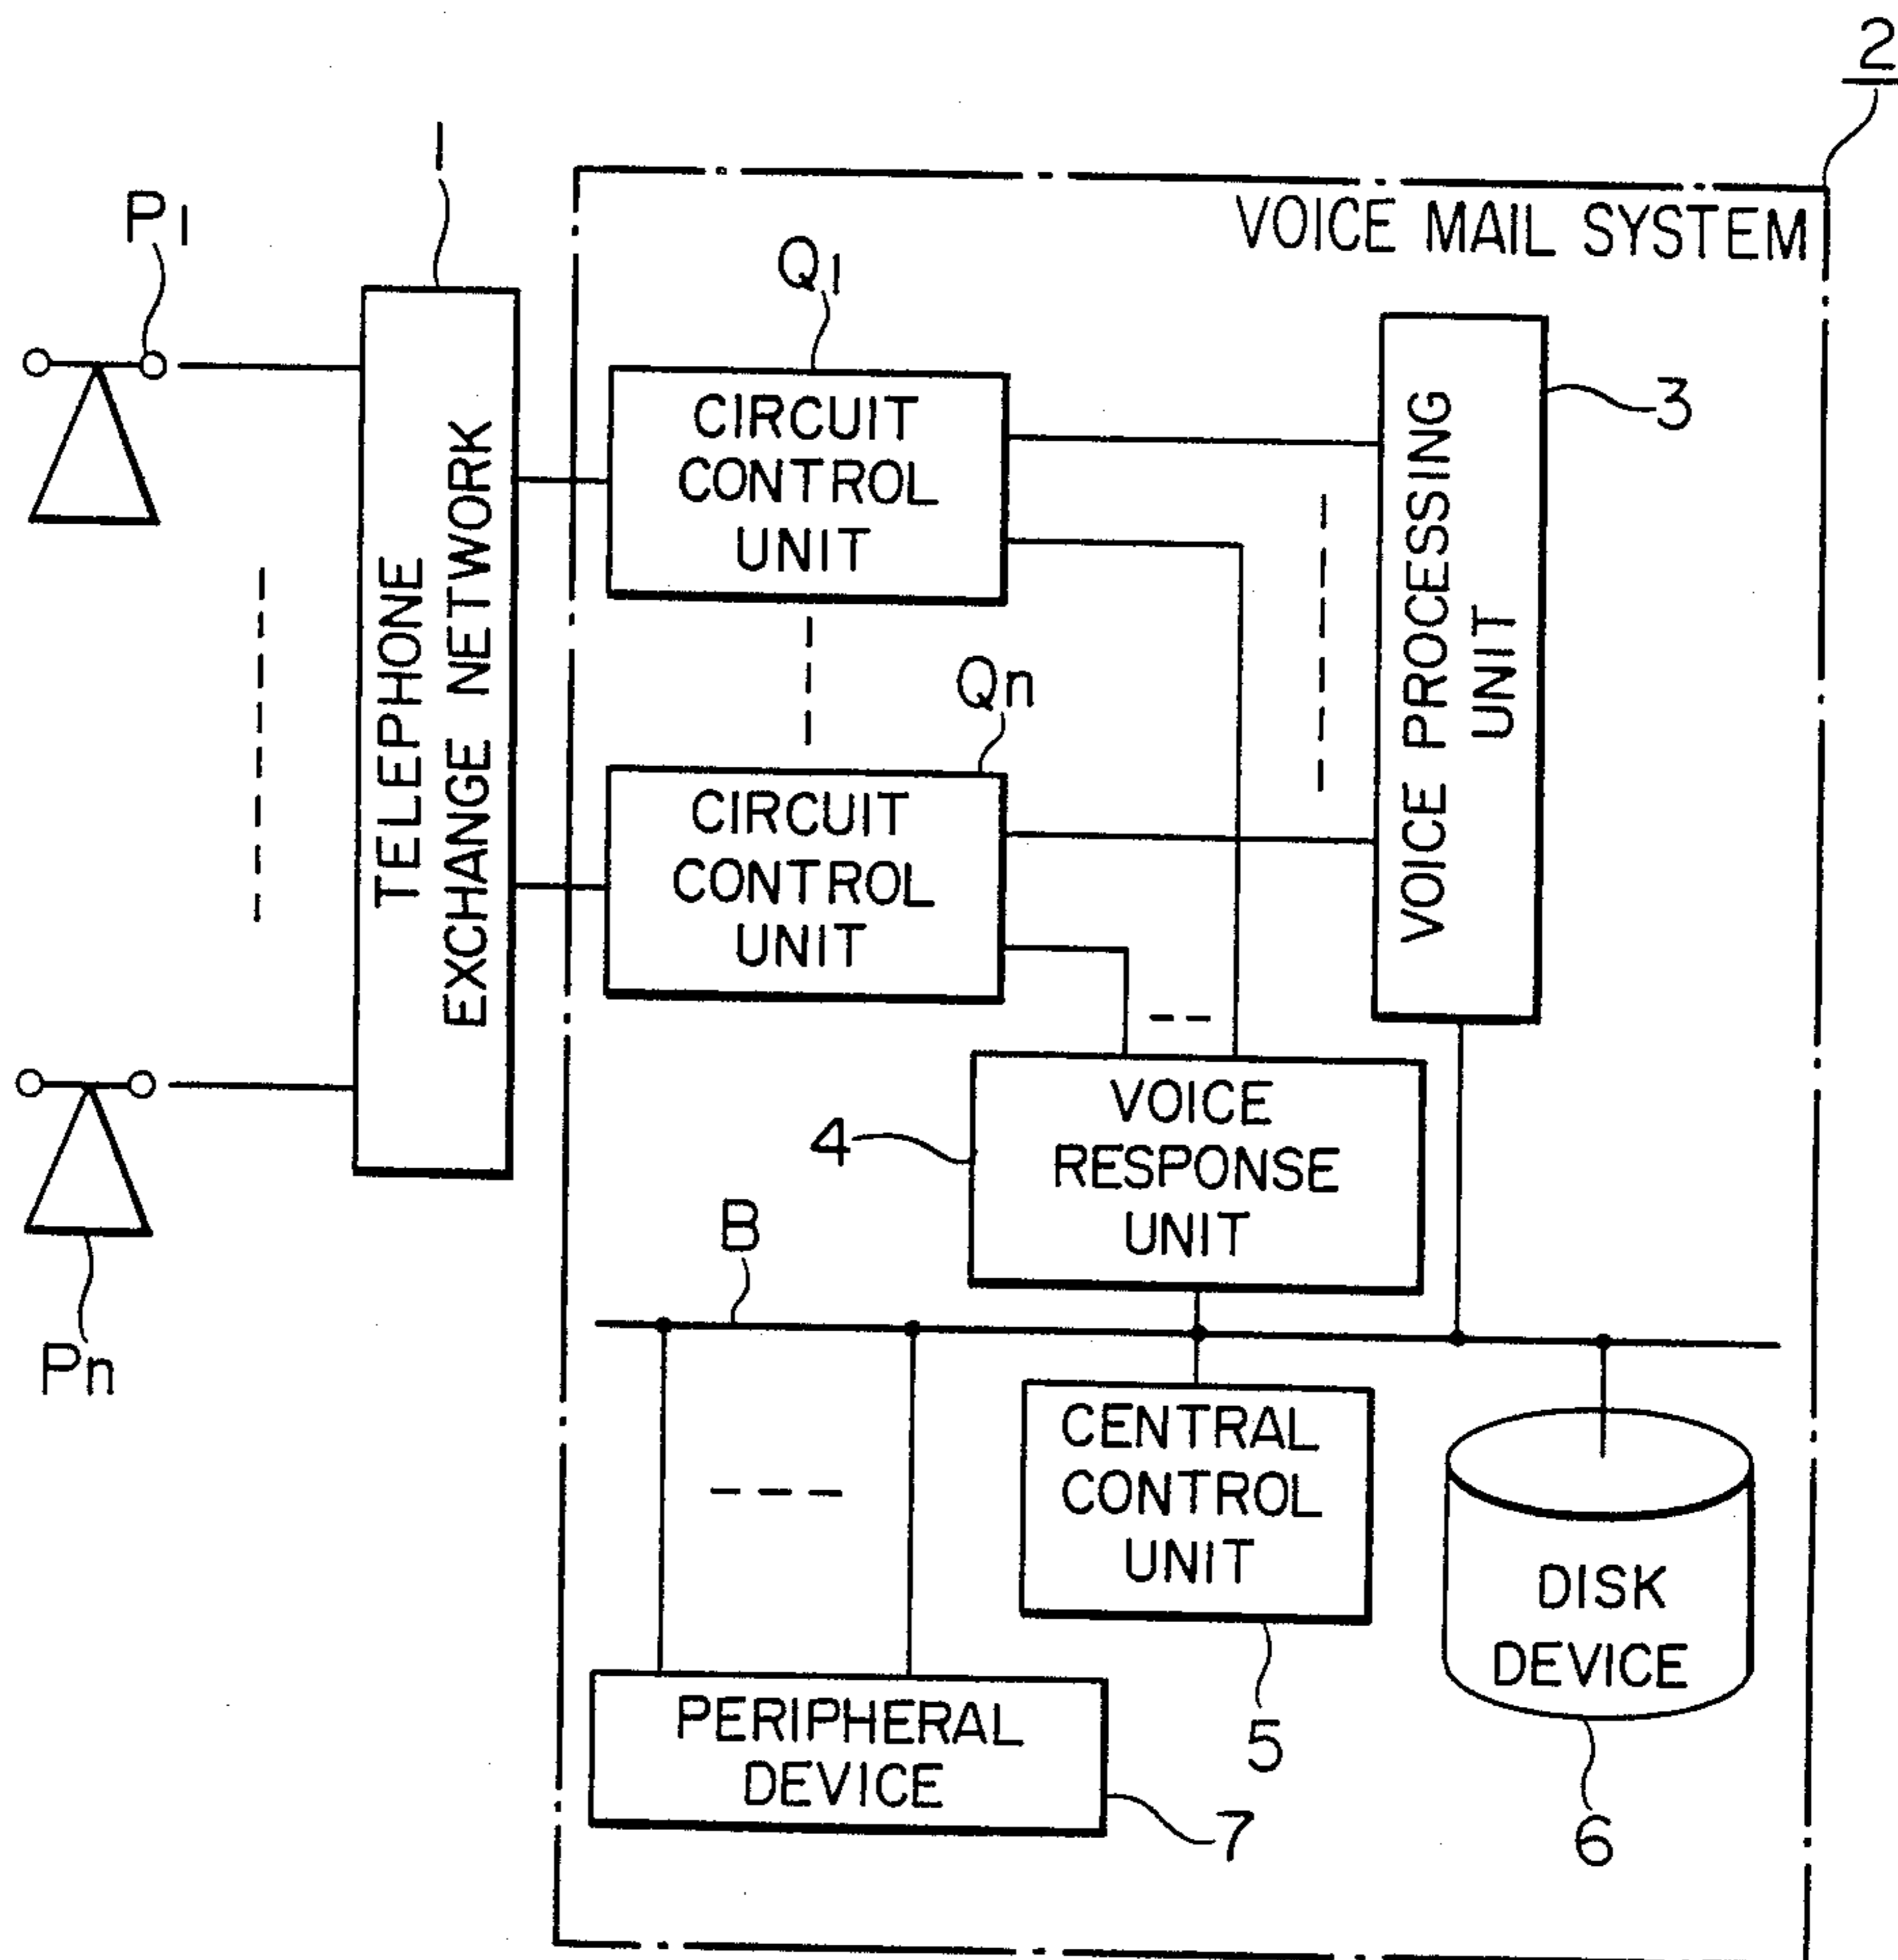 2
1
P1
VOICE MAIL SYSTEM
Q1
CIRCUIT
CONTROL
UNIT
3
VOICE PROCESSING
UNIT
TELEPHONE
EXCHANGE NETWORK
Qn
CIRCUIT
CONTROL
UNIT
4
VOICE
RESPONSE
UNIT
B
Pn
CENTRAL
CONTROL
UNIT
DISK
DEVICE
PERIPHERAL
DEVICE
5
7
6